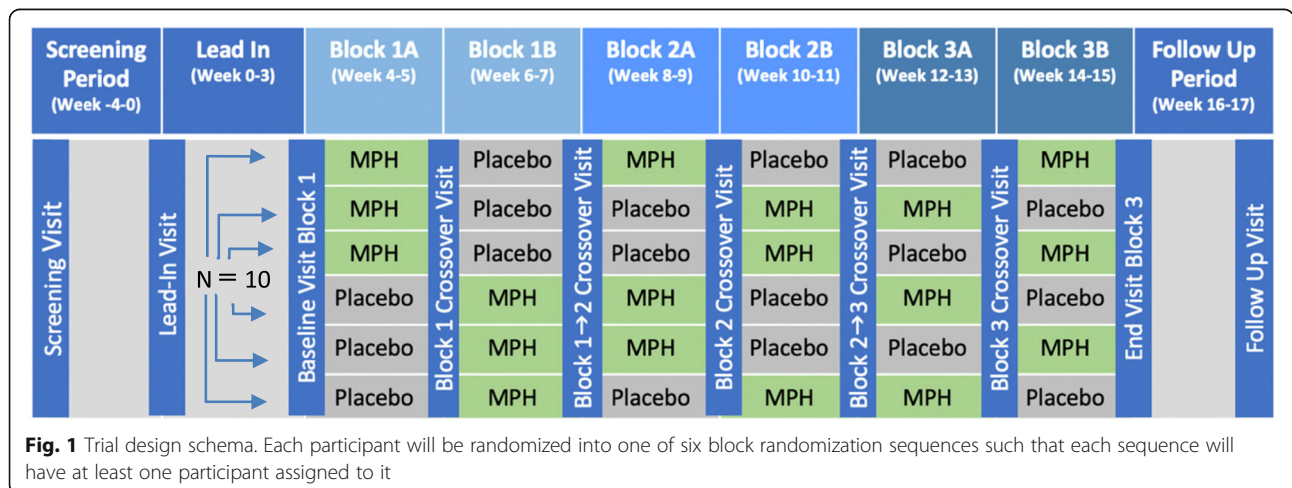 Screening Period
(Week -4-0)
Lead In
(Week 0-3)
Block 1A
(Week 4-5)
Block 1B
(Week 6-7)
Block 2A
(Week 8-9)
Block 2B
(Week 10-11)
Block 3A
(Week 12-13)
Block 3B
(Week 14-15)
Follow Up Period
(Week 16-17)
Screening Visit
Lead-In Visit
N = 10
Baseline Visit Block 1
Block 1 Crossover Visit
Block 1→2 Crossover Visit
Block 2 Crossover Visit
Block 2→3 Crossover Visit
Block 3 Crossover Visit
End Visit Block 3
Follow Up Visit
MPH Placebo MPH Placebo Placebo MPH
MPH Placebo Placebo MPH MPH Placebo
MPH Placebo Placebo MPH Placebo MPH
Placebo MPH MPH Placebo MPH Placebo
Placebo MPH MPH Placebo Placebo MPH
Placebo MPH Placebo MPH MPH Placebo
Fig. 1 Trial design schema. Each participant will be randomized into one of six block randomization sequences such that each sequence will
have at least one participant assigned to it